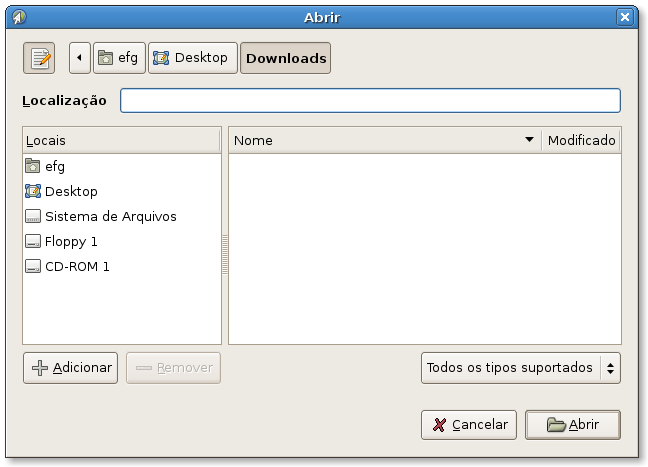 Abrir
efg Desktop Downloads
Localização
Locais Nome Modificado
efg
Desktop
Sistema de Arquivos
Floppy 1
CD-ROM 1
Adicionar Remover Todos os tipos suportados
Cancelar Abrir